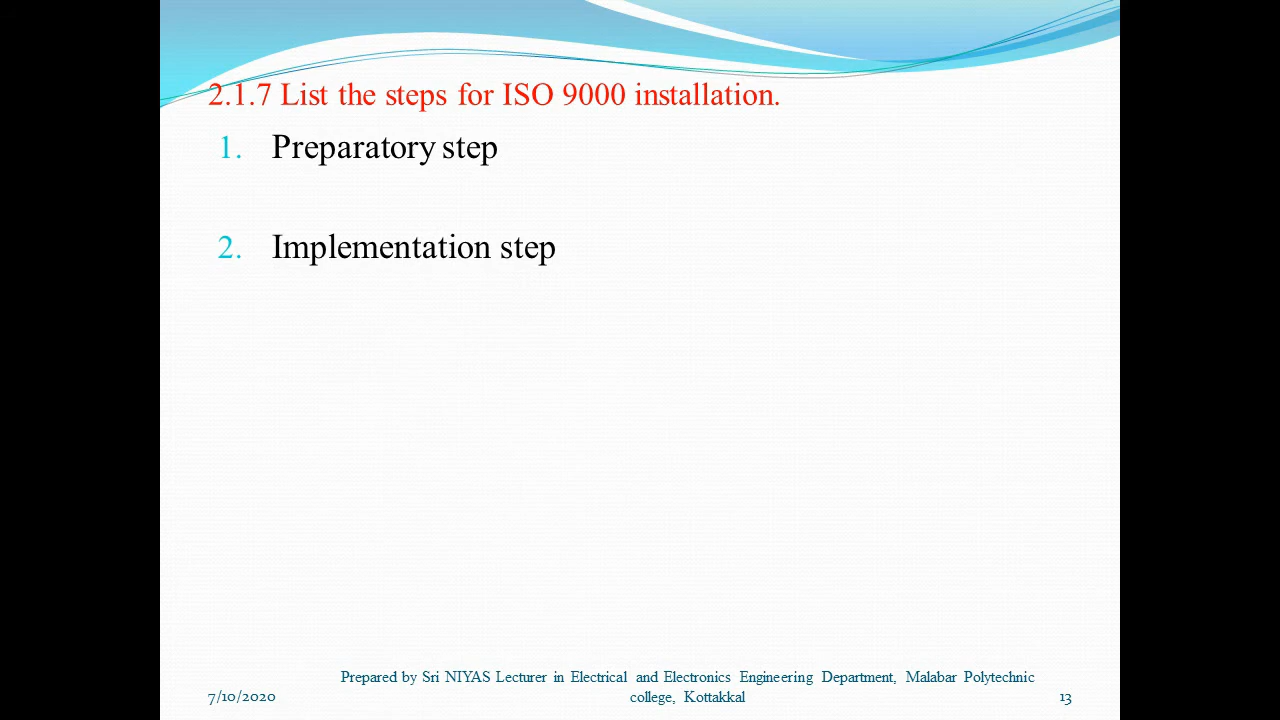 2.1.7 List the steps for ISO 9000 installation.
1. Preparatory step
2. Implementation step
Prepared by Sri NIYAS Lecturer in Electrical and Electronics Engineering Department, Malabar Polytechnic
7/10/2020 college, Kottakkal 13